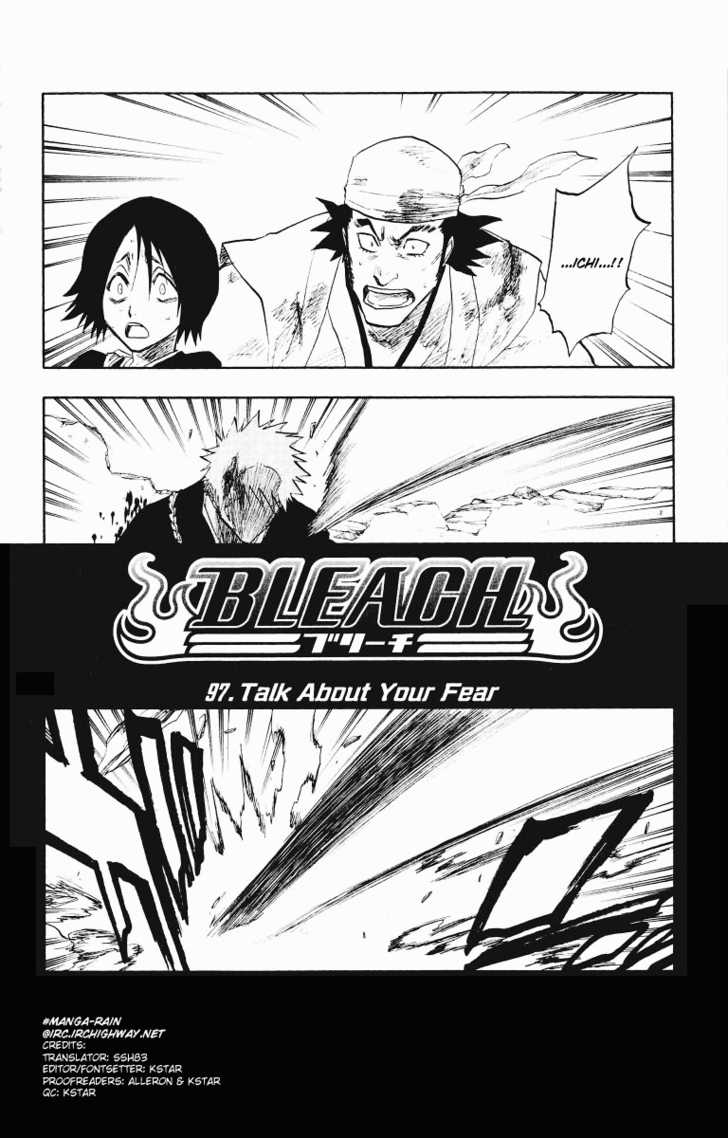 ...ICHI...!!
BLEACH
ブリーチ
97. Talk About Your Fear
#MANGA-RAIN
@IRC.IRCHIGHWAY.NET
CREDITS:
TRANSLATOR: SSH83
EDITOR/FONTSETTER: KSTAR
PROOFREADERS: ALLERON & KSTAR
QC: KSTAR